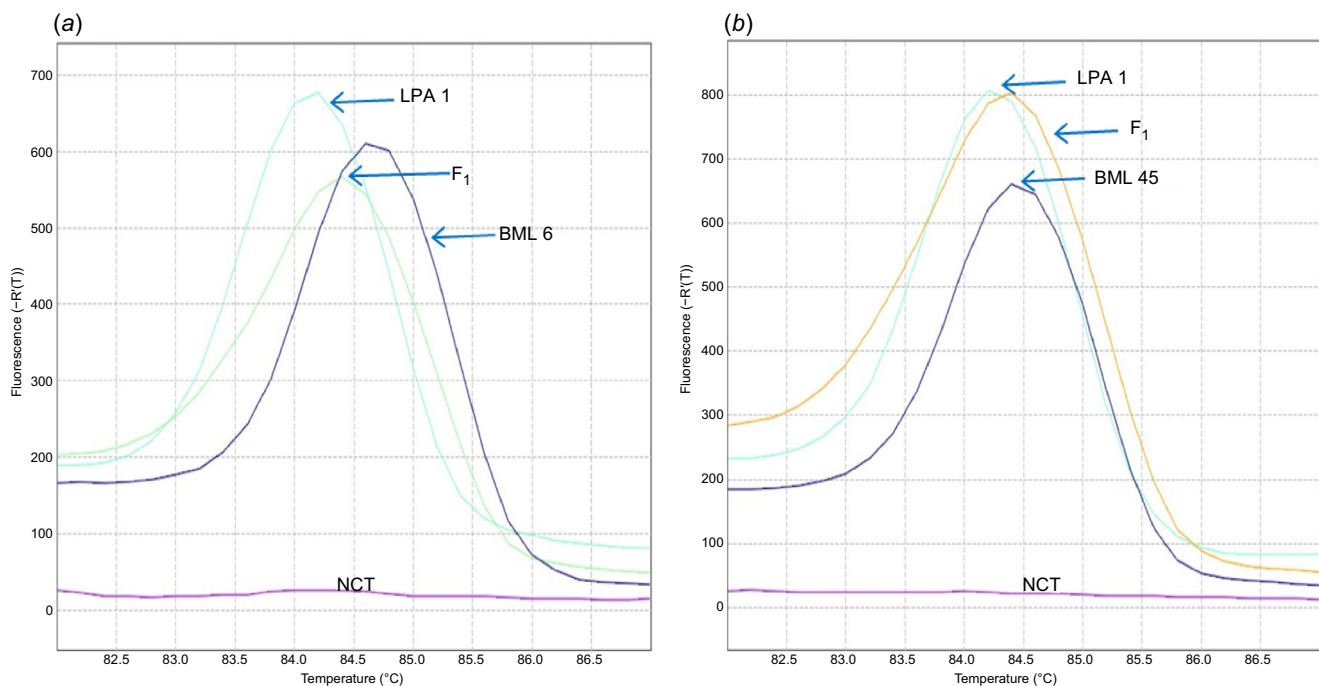 (a)
700
600
500
400
300
200
100
0
Fluorescence (−R′(T))
LPA 1
F₁
BML 6
NCT
82.5 83.0 83.5 84.0 84.5 85.0 85.5 86.0 86.5
Temperature (°C)
(b)
800
700
600
500
400
300
200
100
0
Fluorescence (−R′(T))
LPA 1
F₁
BML 45
NCT
82.5 83.0 83.5 84.0 84.5 85.0 85.5 86.0 86.5
Temperature (°C)